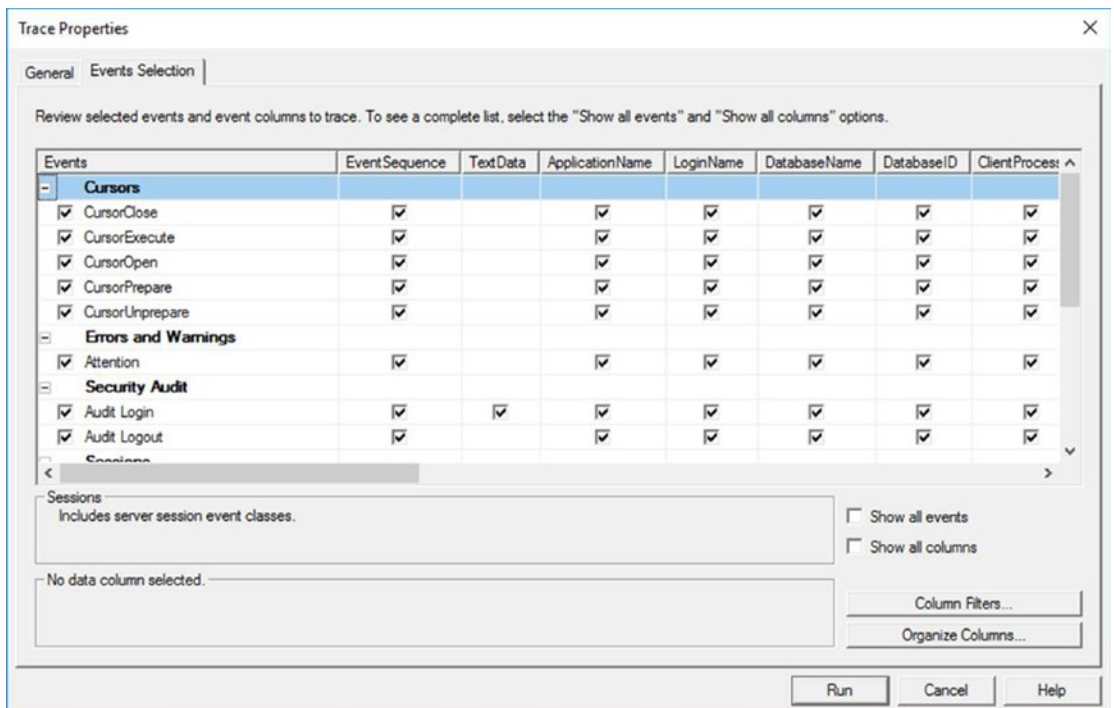 Trace Properties
General Events Selection
Review selected events and event columns to trace. To see a complete list, select the "Show all events" and "Show all columns" options.
Events EventSequence TextData ApplicationName LoginName DatabaseName DatabaseID ClientProces
Cursors
CursorClose
CursorExecute
CursorOpen
CursorPrepare
CursorUnprepare
Errors and Warnings
Attention
Security Audit
Audit Login
Audit Logout
Sessions
Sessions
Includes server session event classes.
Show all events
Show all columns
No data column selected.
Column Filters...
Organize Columns...
Run Cancel Help